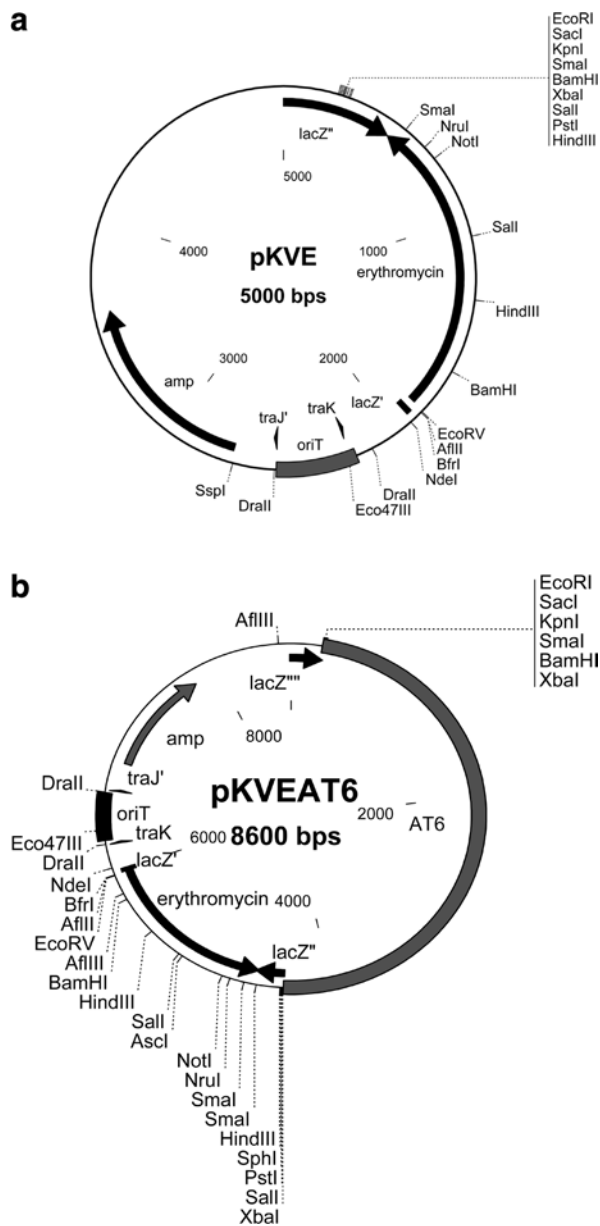 a
EcoRI
SacI
KpnI
SmaI
BamHI
XbaI
SalI
PstI
HindIII
SmaI
NruI
NotI
lacZ"
5000
SalI
4000
1000
pKVE
erythromycin
5000 bps
HindIII
3000
2000
amp
lacZ'
BamHI
traJ'
traK
EcoRV
AflII
BfrI
NdeI
oriT
SspI
DraII
DraII
Eco47III
b
AflIII
EcoRI
SacI
KpnI
SmaI
BamHI
XbaI
lacZ""
8000
amp
DraII
traJ'
pKVEAT6
oriT
2000
AT6
Eco47III
traK
6000
8600 bps
DraII
lacZ'
NdeI
erythromycin
4000
BfrI
AflII
lacZ"
EcoRV
AflIII
BamHI
HindIII
SalI
AscI
NotI
NruI
SmaI
SmaI
HindIII
SphI
PstI
SalI
XbaI